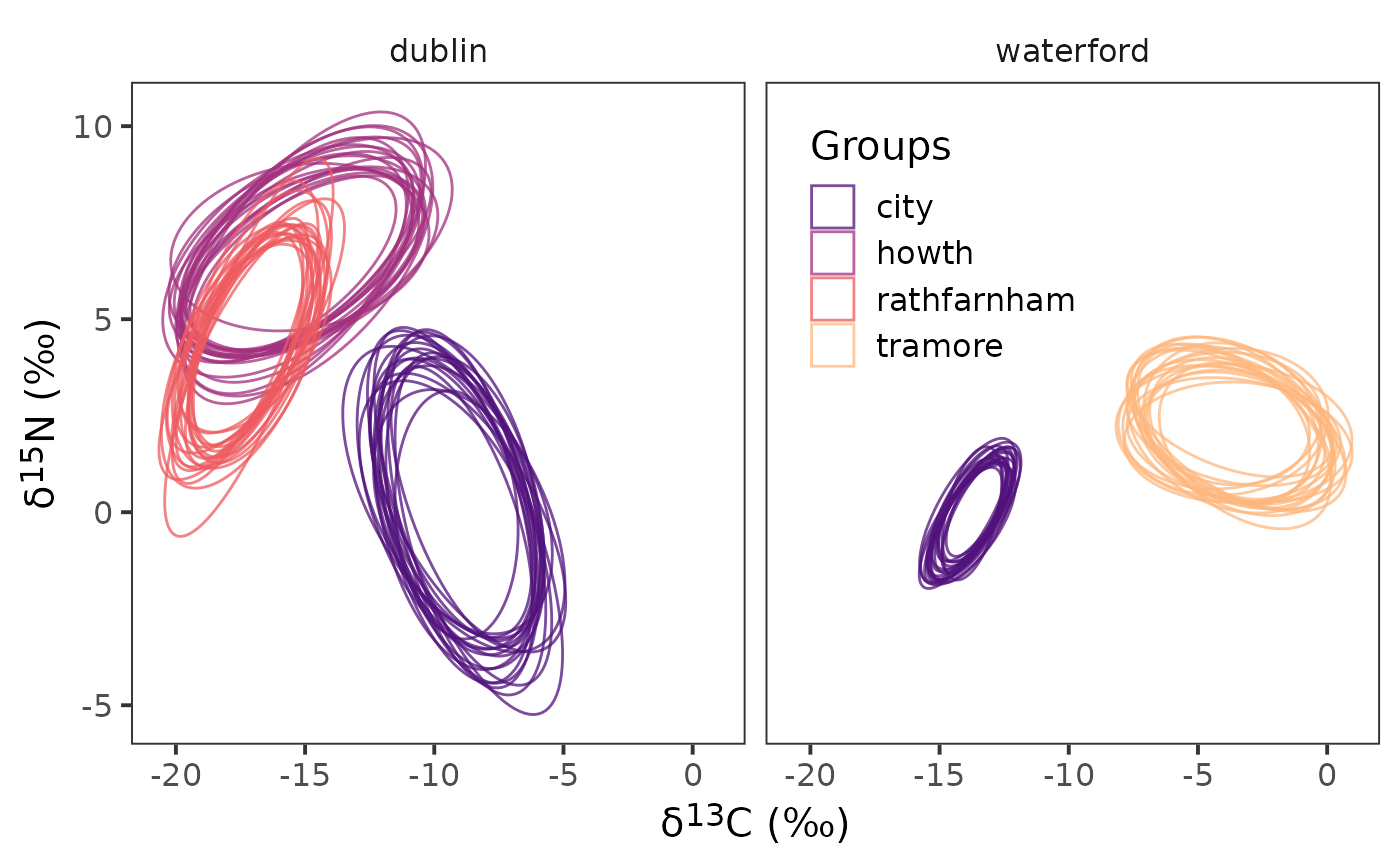 dublin
waterford
δ¹⁵N (‰)
10
5
0
-5
Groups
city
howth
rathfarnham
tramore
-20 -15 -10 -5 0
-20 -15 -10 -5 0
δ¹³C (‰)